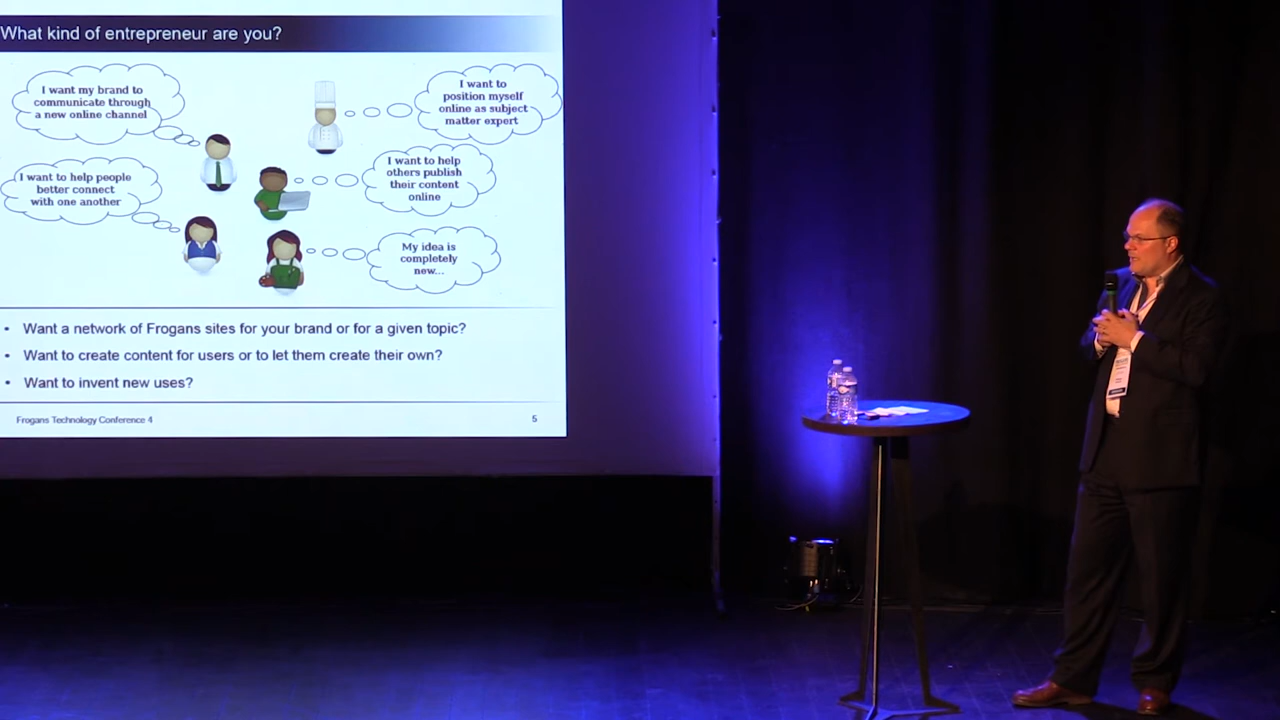 What kind of entrepreneur are you?
I want my brand to
communicate through
a new online channel
I want to
position myself
online as subject
matter expert
I want to help people
better connect
with one another
I want to help
others publish
their content
online
My idea is
completely
new...
• Want a network of Frogans sites for your brand or for a given topic?
• Want to create content for users or to let them create their own?
• Want to invent new uses?
Frogans Technology Conference 4
5